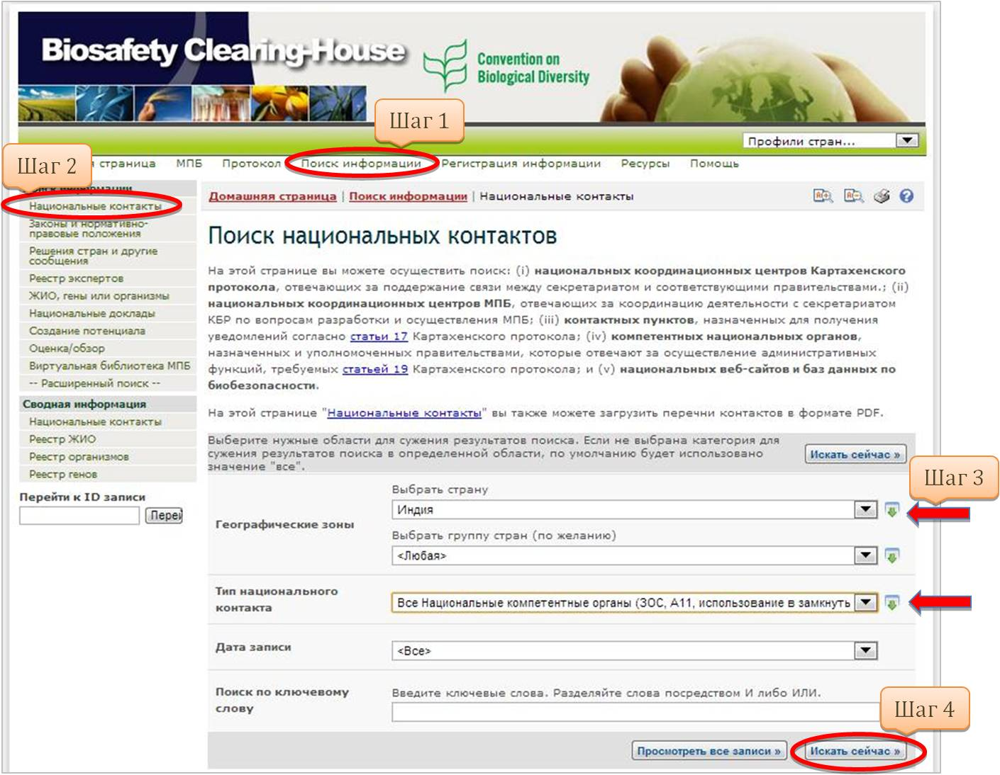 Biosafety Clearing-House
Convention on
Biological Diversity
Шаг 1
Профили стран...
Шаг 2
страница МПБ Протокол Поиск информации Регистрация информации Ресурсы Помощь
Поиск информации
Национальные контакты
Законы и нормативно-
правовые положения
Решения стран и другие
сообщения
Реестр экспертов
ЖИО, гены или организмы
Национальные доклады
Создание потенциала
Оценка/обзор
Виртуальная библиотека МПБ
-- Расширенный поиск --
Сводная информация
Национальные контакты
Реестр ЖИО
Реестр организмов
Реестр генов
Перейти к ID записи
Домашняя страница | Поиск информации | Национальные контакты
Поиск национальных контактов
На этой странице вы можете осуществить поиск: (i) национальных координационных центров Картахенского
протокола, отвечающих за поддержание связи между секретариатом и соответствующими правительствами.; (ii)
национальных координационных центров МПБ, отвечающих за координацию деятельности с секретариатом
КБР по вопросам разработки и осуществления МПБ; (iii) контактных пунктов, назначенных для получения
уведомлений согласно статьи 17 Картахенского протокола; (iv) компетентных национальных органов,
назначенных и уполномоченных правительствами, которые отвечают за осуществление административных
функций, требуемых статьей 19 Картахенского протокола; и (v) национальных веб-сайтов и баз данных по
биобезопасности.
На этой странице "Национальные контакты" вы также можете загрузить перечни контактов в формате PDF.
Выберите нужные области для сужения результатов поиска. Если не выбрана категория для
сужения результатов поиска в определенной области, по умолчанию будет использовано
значение "все".
Искать сейчас »
Шаг 3
Географические зоны
Выбрать страну
Индия
Выбрать группу стран (по желанию)
<Любая>
Тип национального
контакта
Все Национальные компетентные органы (ЗОС, А11, использование в замкнуть
Дата записи
<Все>
Поиск по ключевому
слову
Введите ключевые слова. Разделяйте слова посредством И либо ИЛИ.
Шаг 4
Просмотреть все записи »
Искать сейчас »